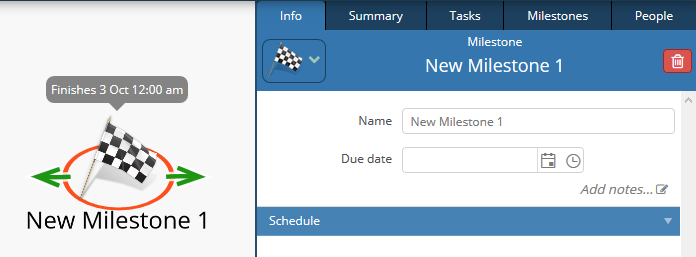 Info
Summary
Tasks
Milestones
People
Milestone
New Milestone 1
Finishes 3 Oct 12:00 am
New Milestone 1
Name
New Milestone 1
Due date
Add notes...
Schedule